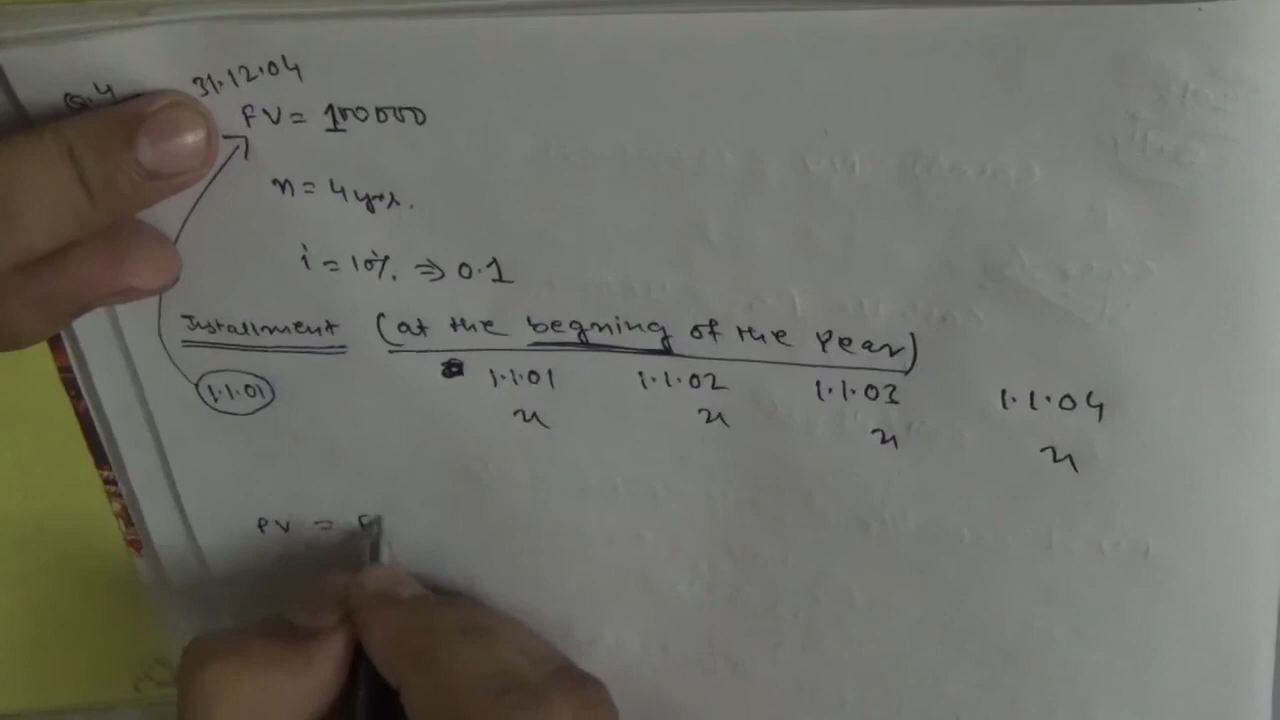 Q.4
31.12.04
FV = 100000
n = 4 yrs.
i = 10% ⇒ 0.1
Installment (at the begning of the year)
1.1.01 1.1.01 1.1.02 1.1.03 1.1.04
x x x x
PV = F